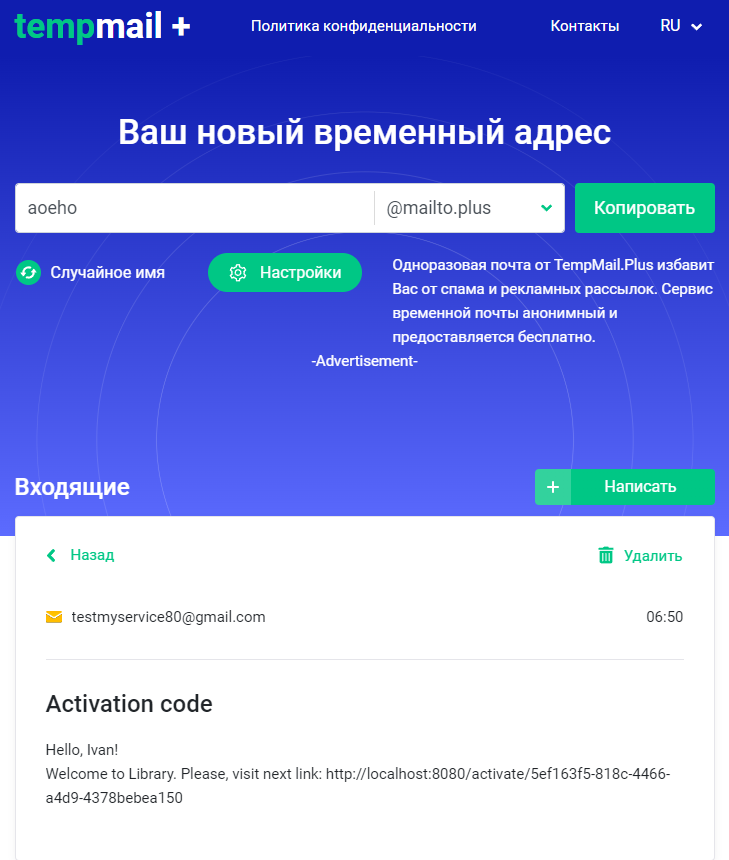 tempmail +
Политика конфиденциальности
Контакты
RU
Ваш новый временный адрес
aoeho
@mailto.plus
Копировать
Случайное имя
Настройки
Одноразовая почта от TempMail.Plus избавит
Вас от спама и рекламных рассылок. Сервис
временной почты анонимный и
предоставляется бесплатно.
-Advertisement-
Входящие
+ Написать
Назад
Удалить
testmyservice80@gmail.com
06:50
Activation code
Hello, Ivan!
Welcome to Library. Please, visit next link: http://localhost:8080/activate/5ef163f5-818c-4466-
a4d9-4378bebea150